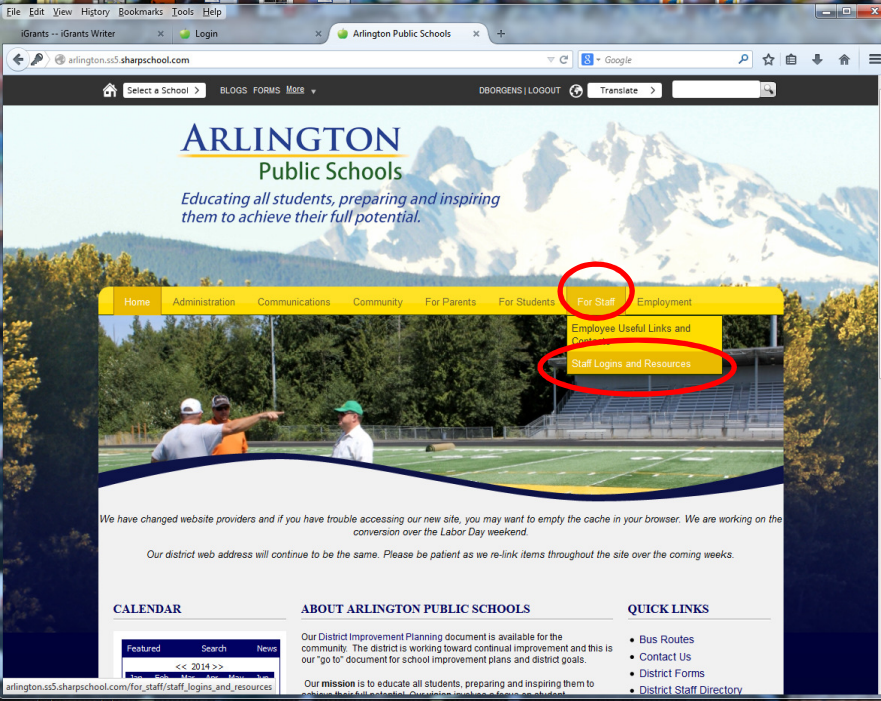 File Edit View History Bookmarks Tools Help
iGrants -- iGrants Writer × Login × Arlington Public Schools × +
arlington.ss5.sharpschool.com Google
Select a School > BLOGS FORMS More DBORGENS | LOGOUT Translate >
ARLINGTON
Public Schools
Educating all students, preparing and inspiring
them to achieve their full potential.
Home Administration Communications Community For Parents For Students For Staff Employment
Employee Useful Links and
Contacts
Staff Logins and Resources
We have changed website providers and if you have trouble accessing our new site, you may want to empty the cache in your browser. We are working on the
conversion over the Labor Day weekend.
Our district web address will continue to be the same. Please be patient as we re-link items throughout the site over the coming weeks.
CALENDAR
Featured Search News
<< 2014 >>
Jan Feb Mar Apr May Jun
ABOUT ARLINGTON PUBLIC SCHOOLS
Our District Improvement Planning document is available for the
community. The district is working toward continual improvement and this is
our "go to" document for school improvement plans and district goals.
Our mission is to educate all students, preparing and inspiring them to
achieve their full potential. Our vision involves a focus on student
QUICK LINKS
• Bus Routes
• Contact Us
• District Forms
• District Staff Directory
arlington.ss5.sharpschool.com/for_staff/staff_logins_and_resources